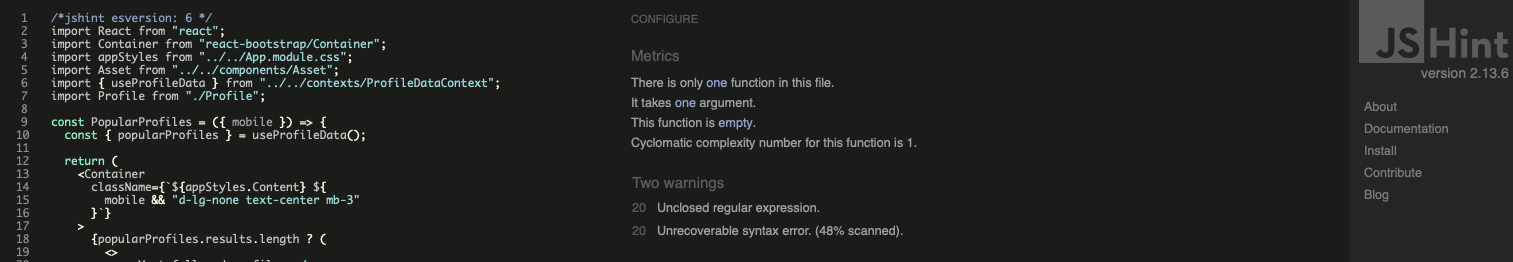 1 /*jshint esversion: 6 */
2 import React from "react";
3 import Container from "react-bootstrap/Container";
4 import appStyles from "../../App.module.css";
5 import Asset from "../../components/Asset";
6 import { useProfileData } from "../../contexts/ProfileDataContext";
7 import Profile from "./Profile";
8
9 const PopularProfiles = ({ mobile }) => {
10 const { popularProfiles } = useProfileData();
11
12 return (
13 <Container
14 className={`${appStyles.Content} ${
15 mobile && "d-lg-none text-center mb-3"
16 }`}
17 >
18 {popularProfiles.results.length ? (
19 <>
CONFIGURE
Metrics
There is only one function in this file.
It takes one argument.
This function is empty.
Cyclomatic complexity number for this function is 1.
Two warnings
20 Unclosed regular expression.
20 Unrecoverable syntax error. (48% scanned).
JSHint
version 2.13.6
About
Documentation
Install
Contribute
Blog